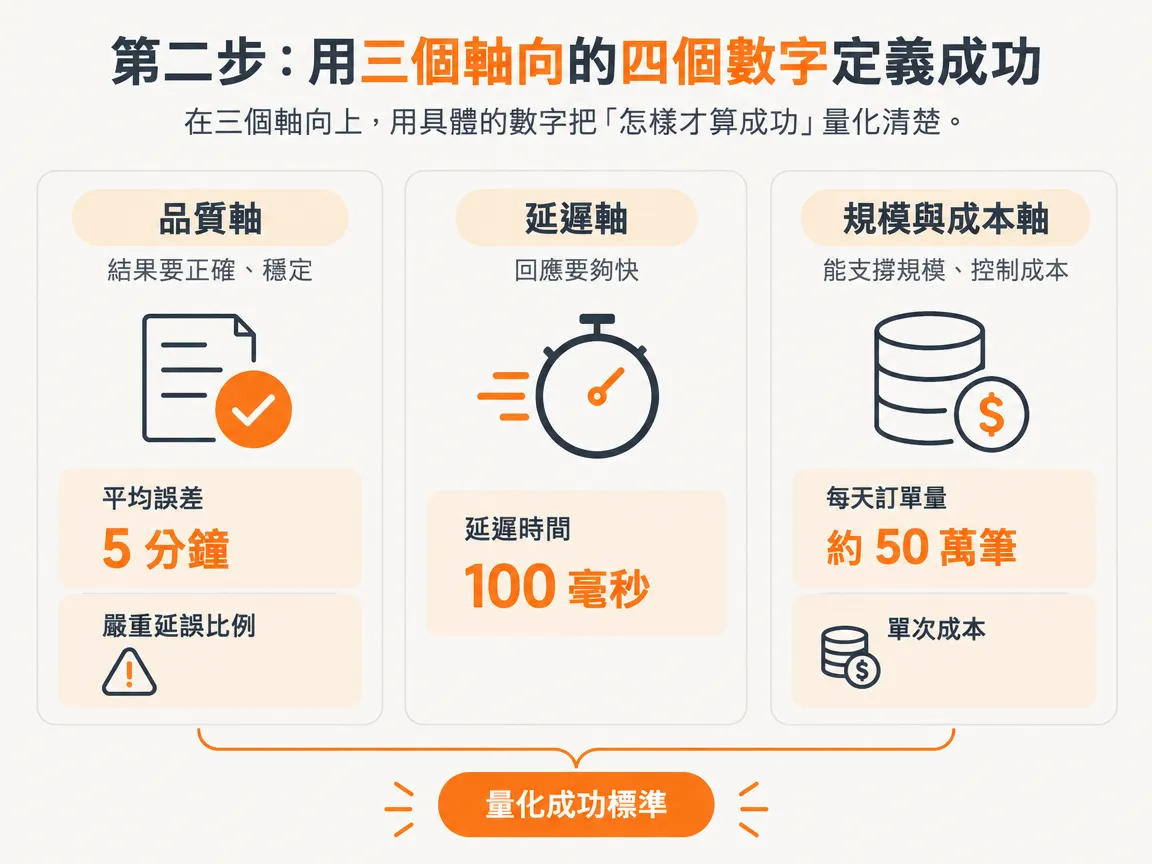 第二步：用三個軸向的四個數字定義成功
在三個軸向上，用具體的數字把「怎樣才算成功」量化清楚。
品質軸
結果要正確、穩定
平均誤差
5 分鐘
嚴重延誤比例
延遲軸
回應要夠快
延遲時間
100 毫秒
規模與成本軸
能支撐規模、控制成本
$
每天訂單量
約 50 萬筆
單次成本
$
量化成功標準